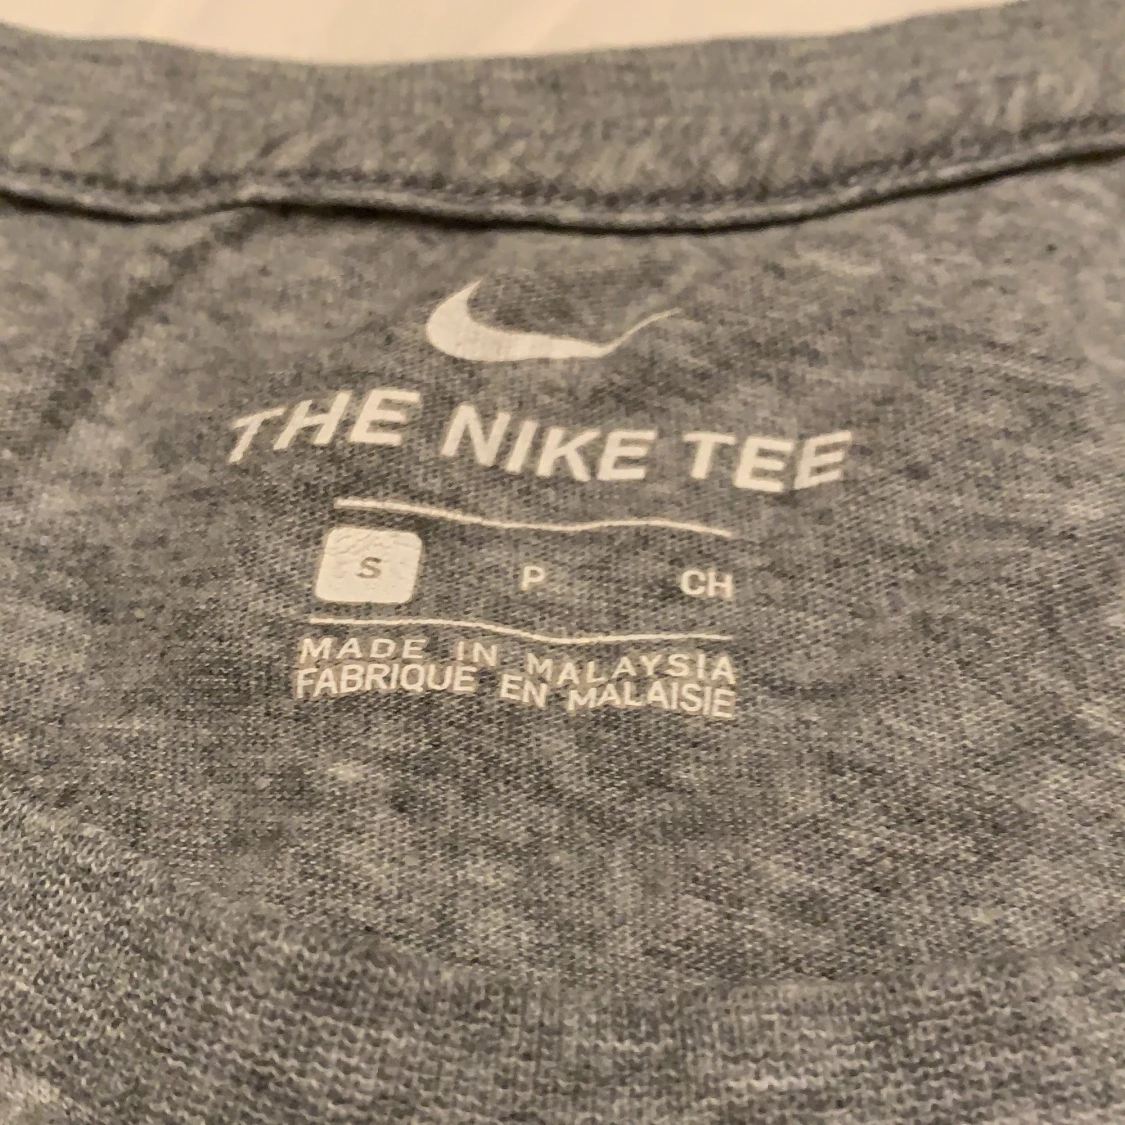 THE NIKE TEE
S P CH
MADE IN MALAYSIA
FABRIQUE EN MALAISIE